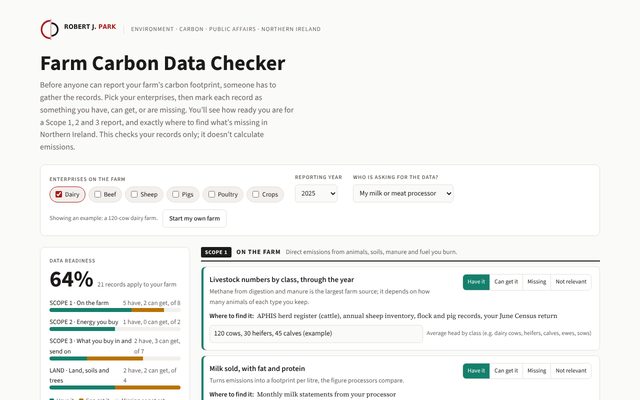 ROBERT J. PARK
ENVIRONMENT · CARBON · PUBLIC AFFAIRS · NORTHERN IRELAND
Farm Carbon Data Checker
Before anyone can report your farm's carbon footprint, someone has to
gather the records. Pick your enterprises, then mark each record as
something you have, can get, or are missing. You'll see how ready you are for
a Scope 1, 2 and 3 report, and exactly where to find what's missing in
Northern Ireland. This checks your records only; it doesn't calculate
emissions.
ENTERPRISES ON THE FARM
Dairy
Beef
Sheep
Pigs
Poultry
Crops
REPORTING YEAR
2025
WHO IS ASKING FOR THE DATA?
My milk or meat processor
Showing an example: a 120-cow dairy farm.
Start my own farm
DATA READINESS
64% 21 records apply to your farm
SCOPE 1 · On the farm 5 have, 2 can get, of 8
SCOPE 2 · Energy you buy 1 have, 0 can get, of 2
SCOPE 3 · What you buy in and 2 have, 3 can get,
send on of 7
LAND · Land, soils and 2 have, 2 can get, of
trees 4
SCOPE 1 ON THE FARM Direct emissions from animals, soils, manure and fuel you burn.
Livestock numbers by class, through the year
Methane from digestion and manure is the largest farm source; it depends on how
many animals of each type you keep.
Have it
Can get it
Missing
Not relevant
Where to find it: APHIS herd register (cattle), annual sheep inventory, flock and pig records, your June Census return
120 cows, 30 heifers, 45 calves (example)
Average head by class (e.g. dairy cows, heifers, calves, ewes, sows)
Milk sold, with fat and protein
Turns emissions into a footprint per litre, the figure processors compare.
Have it
Can get it
Missing
Not relevant
Where to find it: Monthly milk statements from your processor